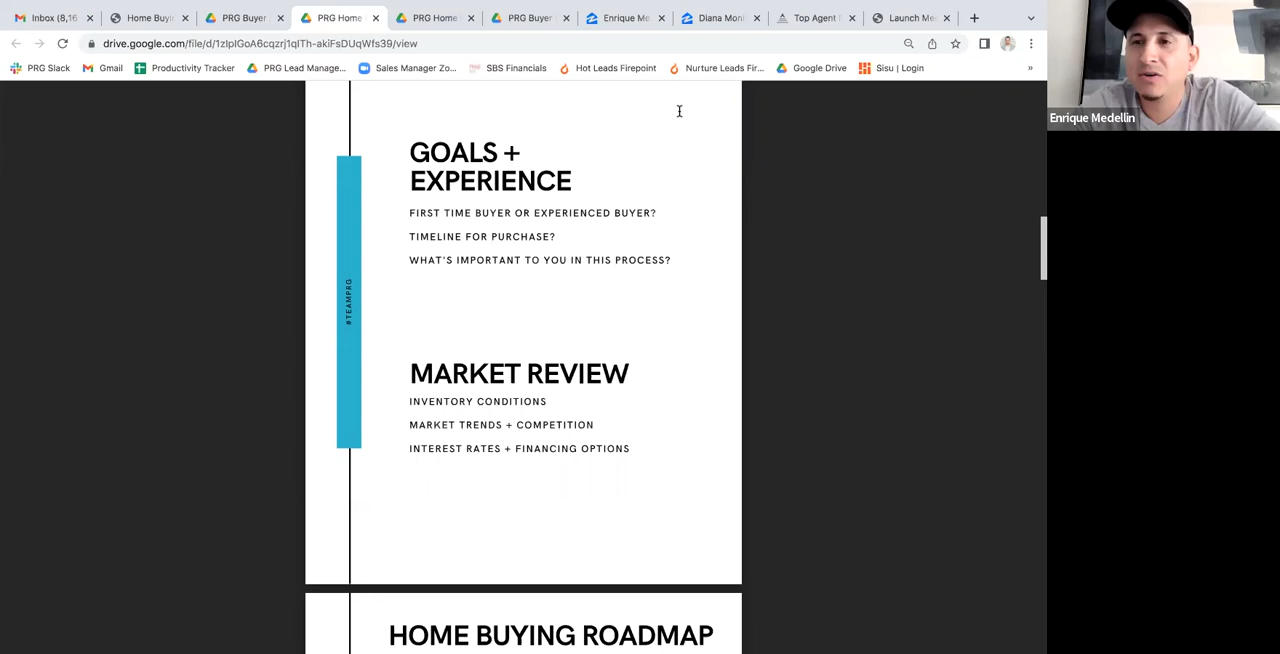 Inbox (8,16
Home Buyi
PRG Buyer
PRG Home
PRG Home
PRG Buyer
Enrique Me
Diana Mon
Top Agent
Launch Me
drive.google.com/file/d/1zIpIGoA6cqzrj1qITh-akiFsDUqWfs39/view
PRG Slack
Gmail
Productivity Tracker
PRG Lead Manage...
Sales Manager Zo...
SBS Financials
Hot Leads Firepoint
Nurture Leads Fir...
Google Drive
Sisu | Login
»
Enrique Medellin
GOALS +
EXPERIENCE
FIRST TIME BUYER OR EXPERIENCED BUYER?
TIMELINE FOR PURCHASE?
WHAT'S IMPORTANT TO YOU IN THIS PROCESS?
#TEAMPRG
MARKET REVIEW
INVENTORY CONDITIONS
MARKET TRENDS + COMPETITION
INTEREST RATES + FINANCING OPTIONS
HOME BUYING ROADMAP